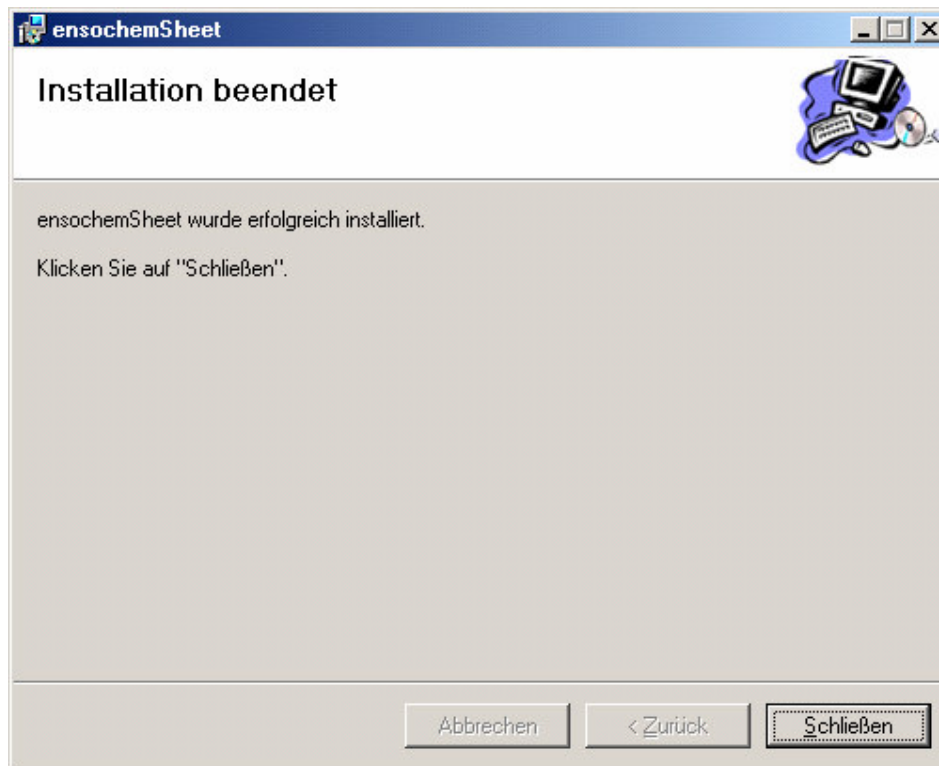 ensochemSheet
Installation beendet
ensochemSheet wurde erfolgreich installiert.
Klicken Sie auf "Schließen".
Abbrechen
< Zurück
Schließen